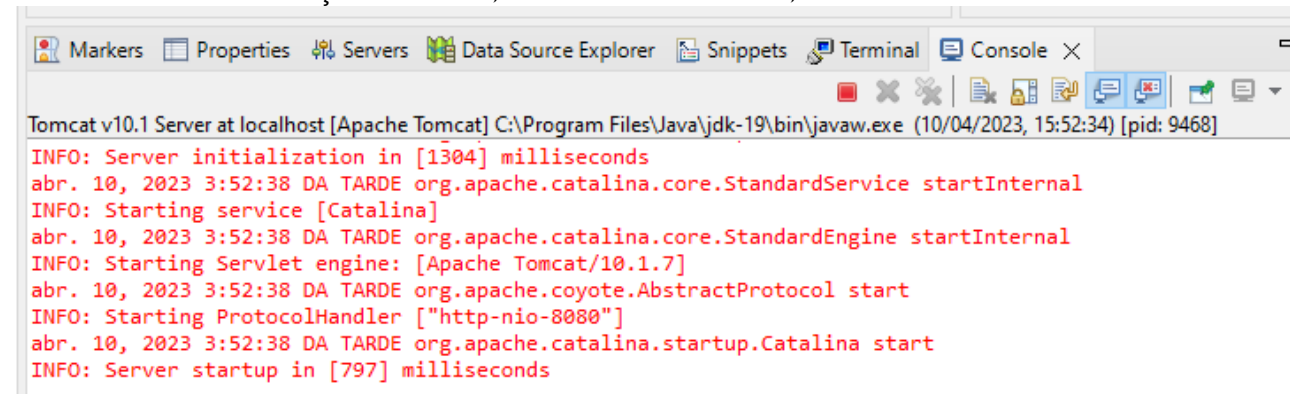 Markers Properties Servers Data Source Explorer Snippets Terminal Console
Tomcat v10.1 Server at localhost [Apache Tomcat] C:\Program Files\Java\jdk-19\bin\javaw.exe (10/04/2023, 15:52:34) [pid: 9468]
INFO: Server initialization in [1304] milliseconds
abr. 10, 2023 3:52:38 DA TARDE org.apache.catalina.core.StandardService startInternal
INFO: Starting service [Catalina]
abr. 10, 2023 3:52:38 DA TARDE org.apache.catalina.core.StandardEngine startInternal
INFO: Starting Servlet engine: [Apache Tomcat/10.1.7]
abr. 10, 2023 3:52:38 DA TARDE org.apache.coyote.AbstractProtocol start
INFO: Starting ProtocolHandler ["http-nio-8080"]
abr. 10, 2023 3:52:38 DA TARDE org.apache.catalina.startup.Catalina start
INFO: Server startup in [797] milliseconds